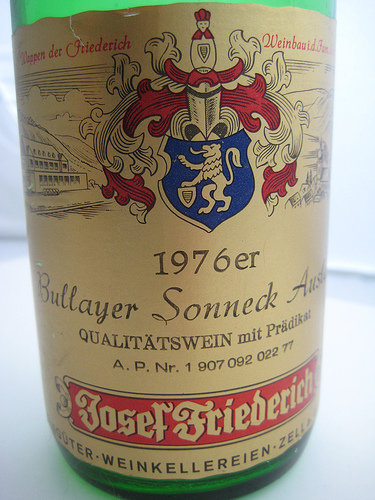 Wappen der Friederich
Weinbau i.d.
1976er
Bullayer Sonneck
QUALITÄTSWEIN mit Prädikat
A. P. Nr. 1 907 092 022 77
Josef Friederich
GÜTER · WEINKELLEREIEN · ZELL